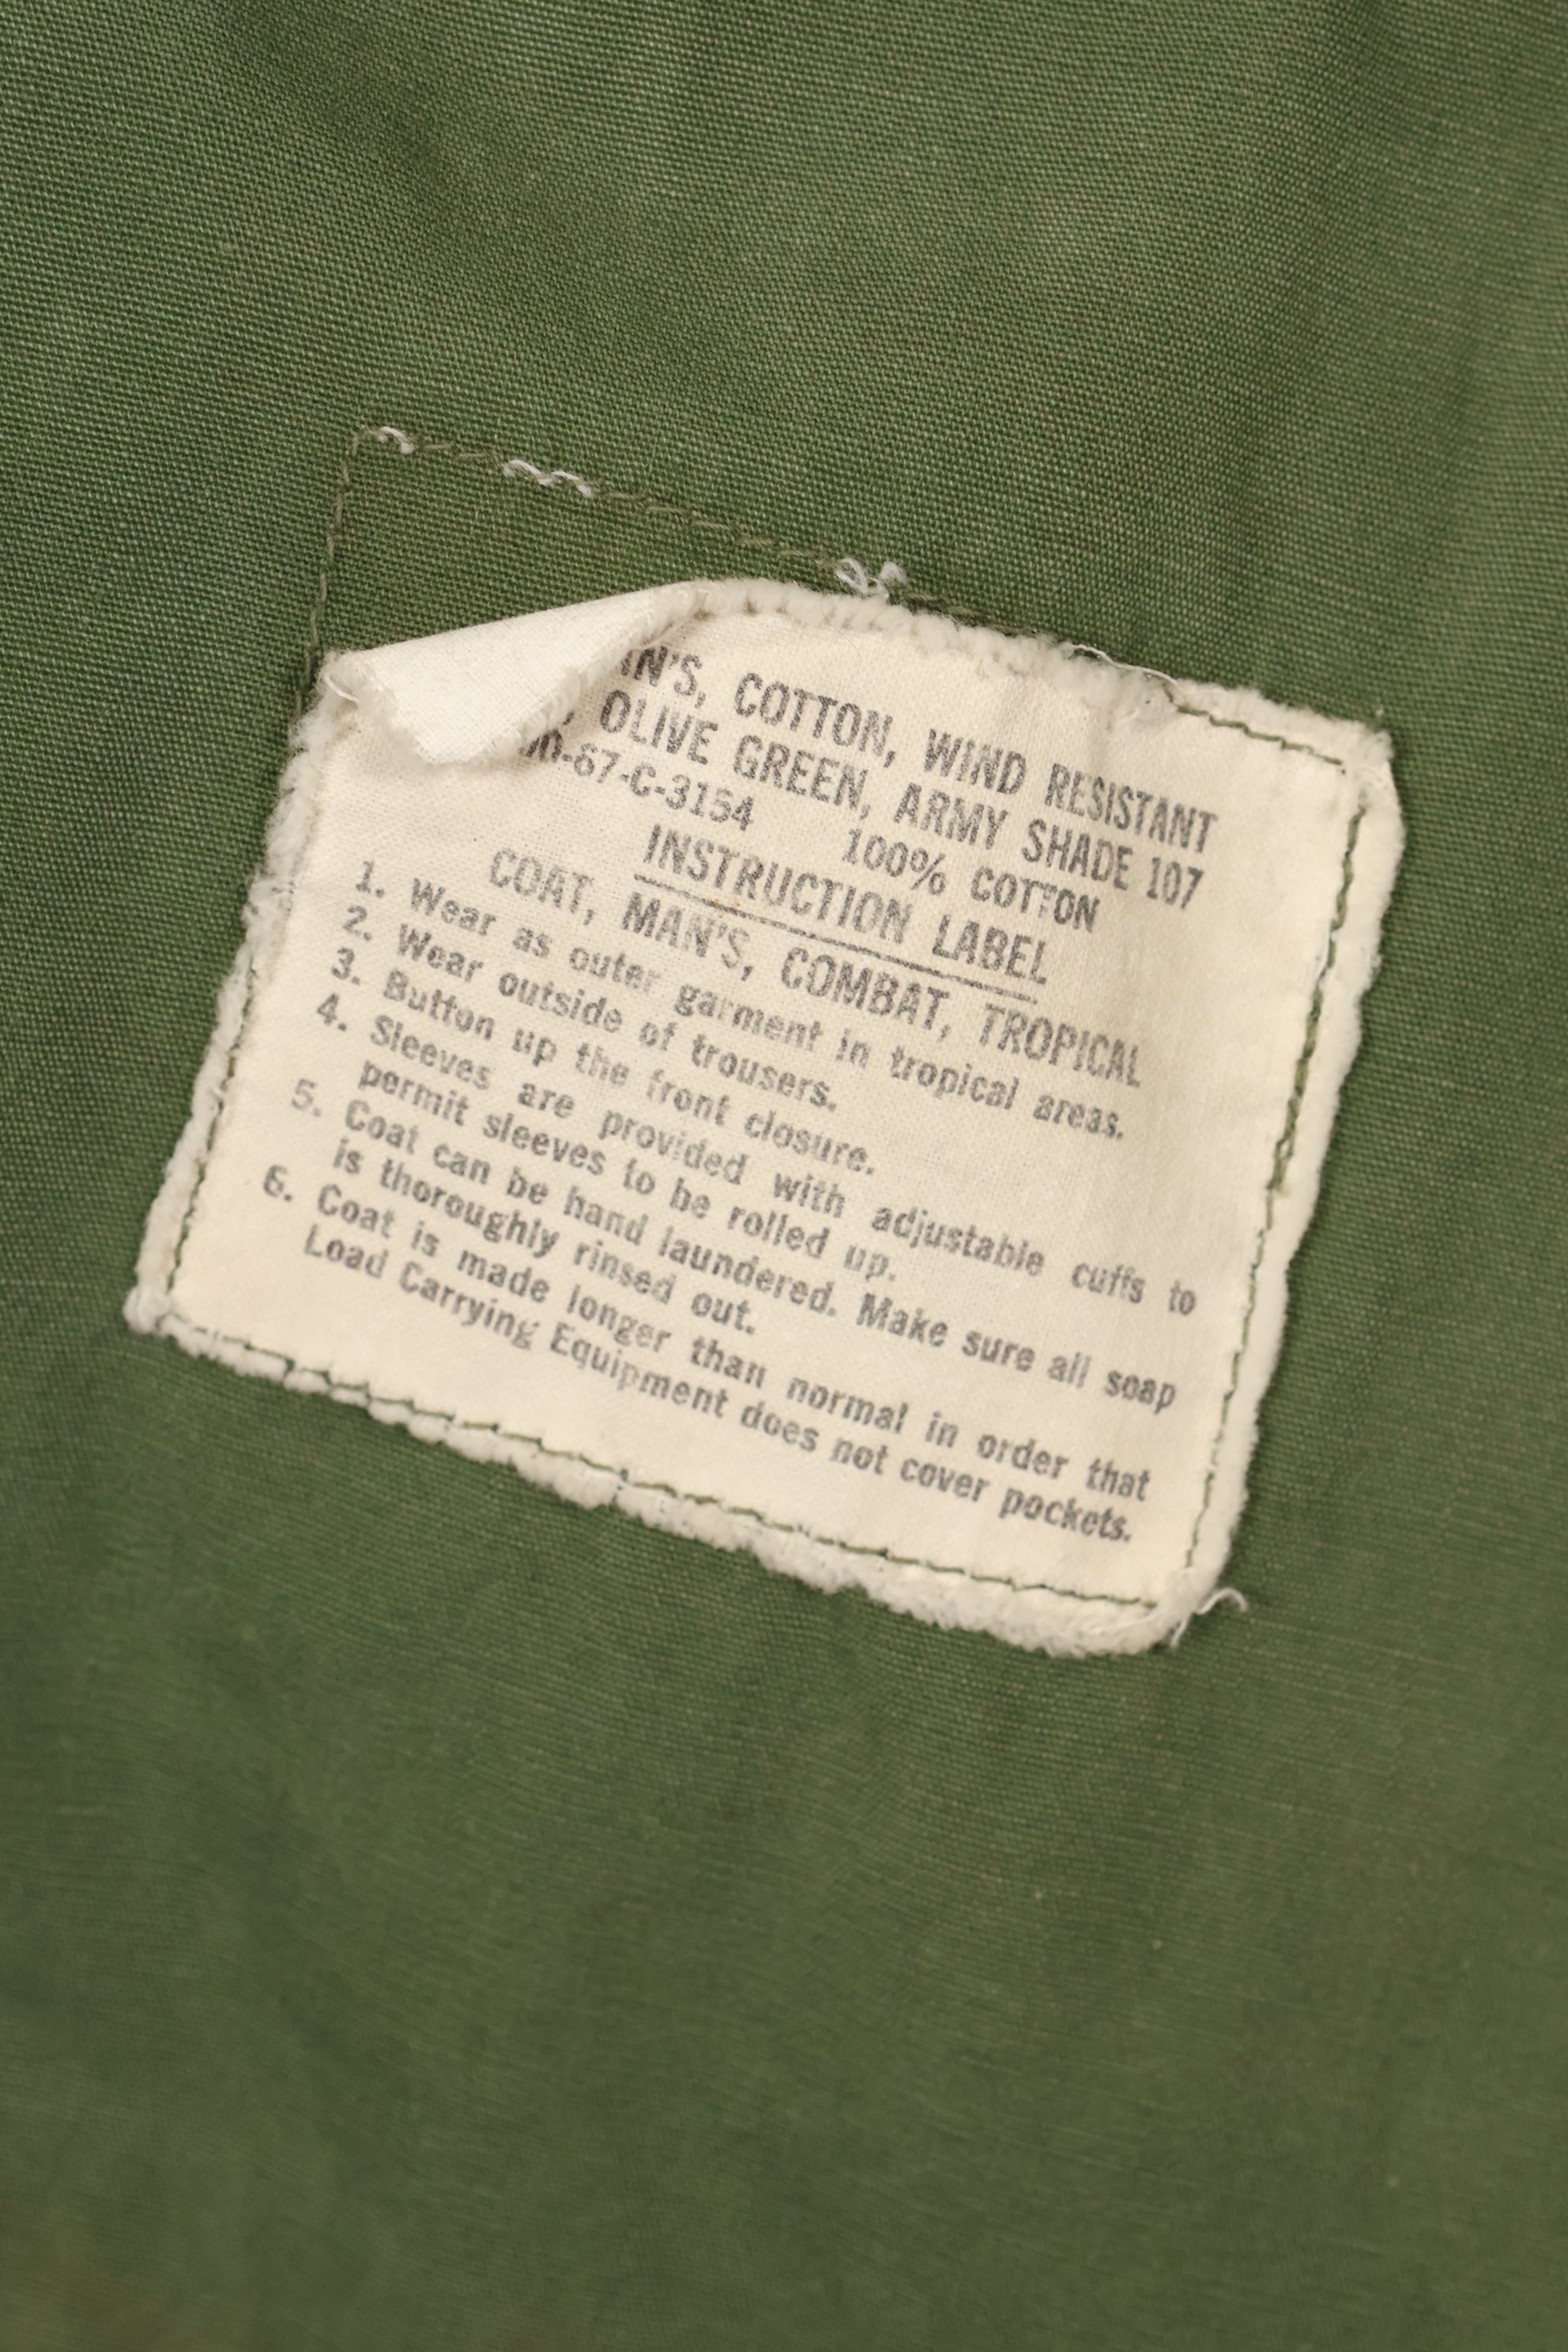 N'S, COTTON, WIND RESISTANT
OLIVE GREEN, ARMY SHADE 107
00-67-C-3154 100% COTTON
INSTRUCTION LABEL
COAT, MAN'S, COMBAT, TROPICAL
1. Wear as outer garment in tropical areas.
2. Wear outside of trousers.
3. Button up the front closure.
4. Sleeves are provided with adjustable cuffs to
permit sleeves to be rolled up.
5. Coat can be hand laundered. Make sure all soap
is thoroughly rinsed out.
6. Coat is made longer than normal in order that
Load Carrying Equipment does not cover pockets.